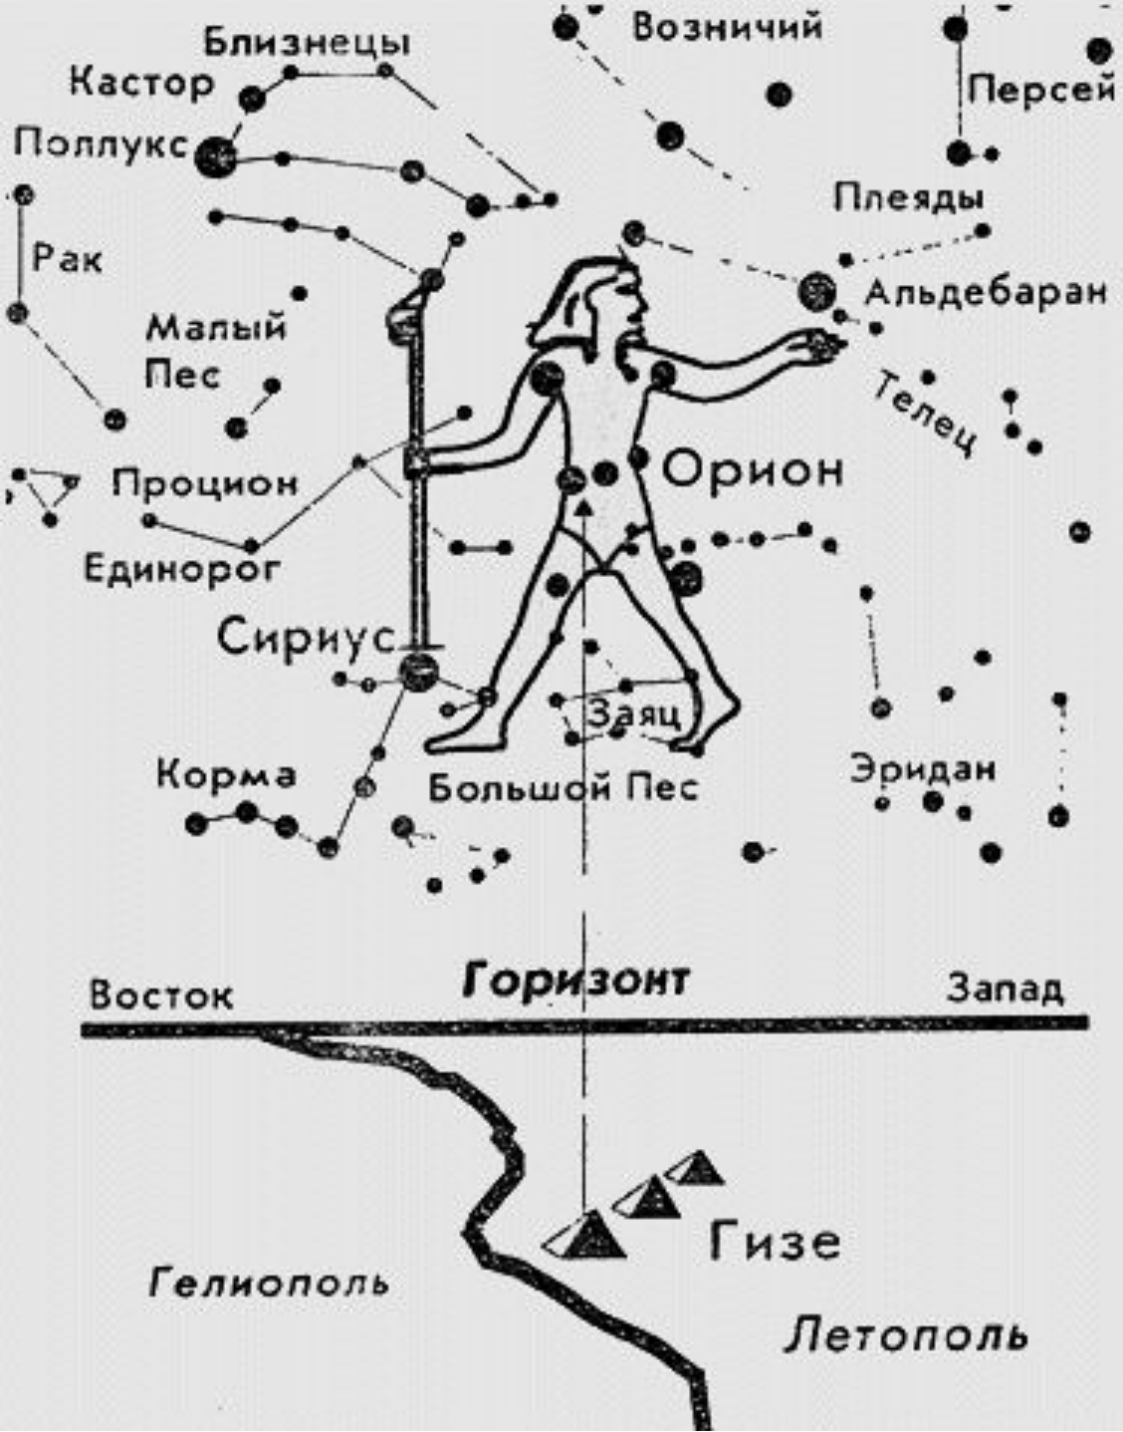 Возничий
Близнецы
Кастор
Персей
Поллукс
Плеяды
Рак
Альдебаран
Малый
Пес
Телец
Орион
Процион
Единорог
Сириус
Заяц
Корма
Большой Пес
Эридан
Горизонт
Восток
Запад
Гизе
Гелиополь
Летополь